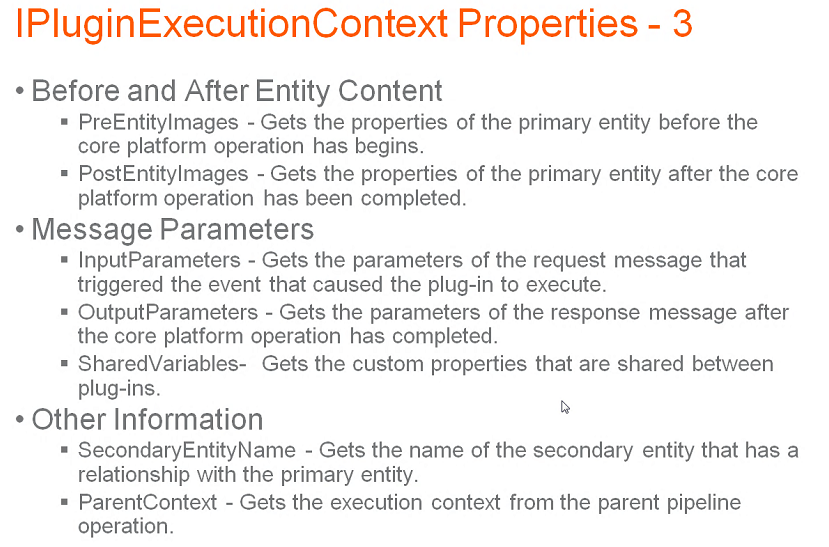 IPluginExecutionContext Properties - 3
• Before and After Entity Content
▪ PreEntityImages - Gets the properties of the primary entity before the
core platform operation has begins.
▪ PostEntityImages - Gets the properties of the primary entity after the core
platform operation has been completed.
• Message Parameters
▪ InputParameters - Gets the parameters of the request message that
triggered the event that caused the plug-in to execute.
▪ OutputParameters - Gets the parameters of the response message after
the core platform operation has completed.
▪ SharedVariables-  Gets the custom properties that are shared between
plug-ins.
• Other Information
▪ SecondaryEntityName - Gets the name of the secondary entity that has a
relationship with the primary entity.
▪ ParentContext - Gets the execution context from the parent pipeline
operation.